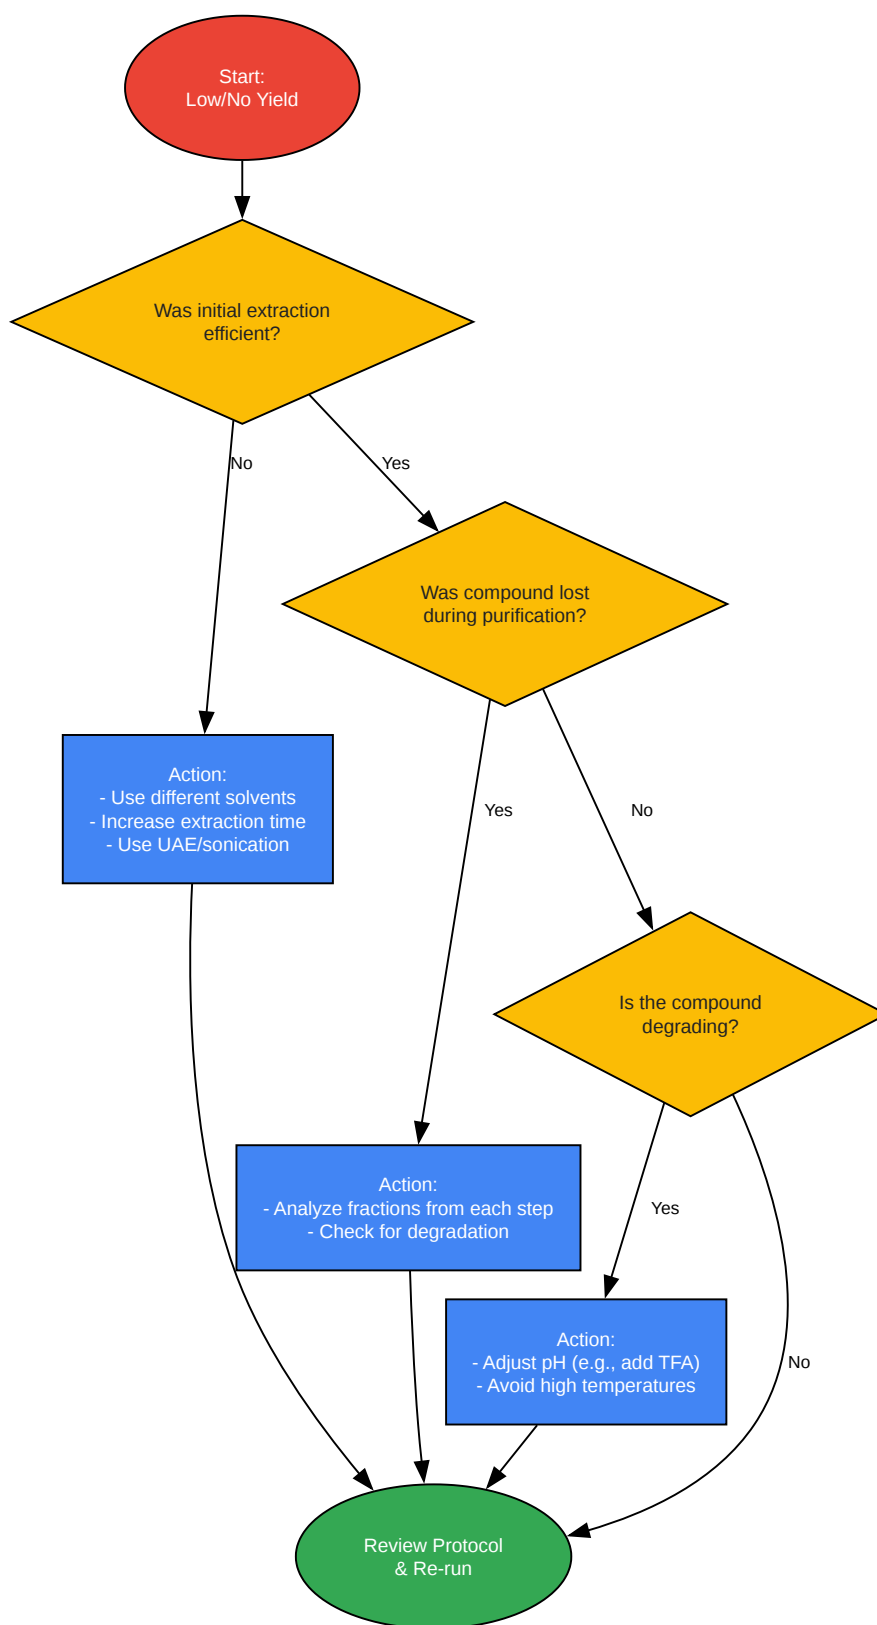 Start:
Low/No Yield
Was initial extraction
efficient?
No
Yes
Was compound lost
during purification?
Action:
- Use different solvents
- Increase extraction time
- Use UAE/sonication
Yes
No
Is the compound
degrading?
Action:
- Analyze fractions from each step
- Check for degradation
Yes
Action:
- Adjust pH (e.g., add TFA)
- Avoid high temperatures
No
Review Protocol
& Re-run